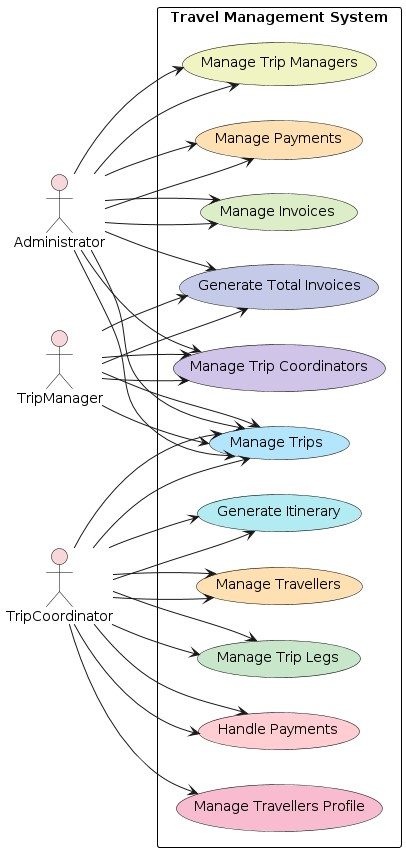 Travel Management System
Manage Trip Managers
Manage Payments
Manage Invoices
Administrator
Generate Total Invoices
Manage Trip Coordinators
TripManager
Manage Trips
Generate Itinerary
Manage Travellers
TripCoordinator
Manage Trip Legs
Handle Payments
Manage Travellers Profile